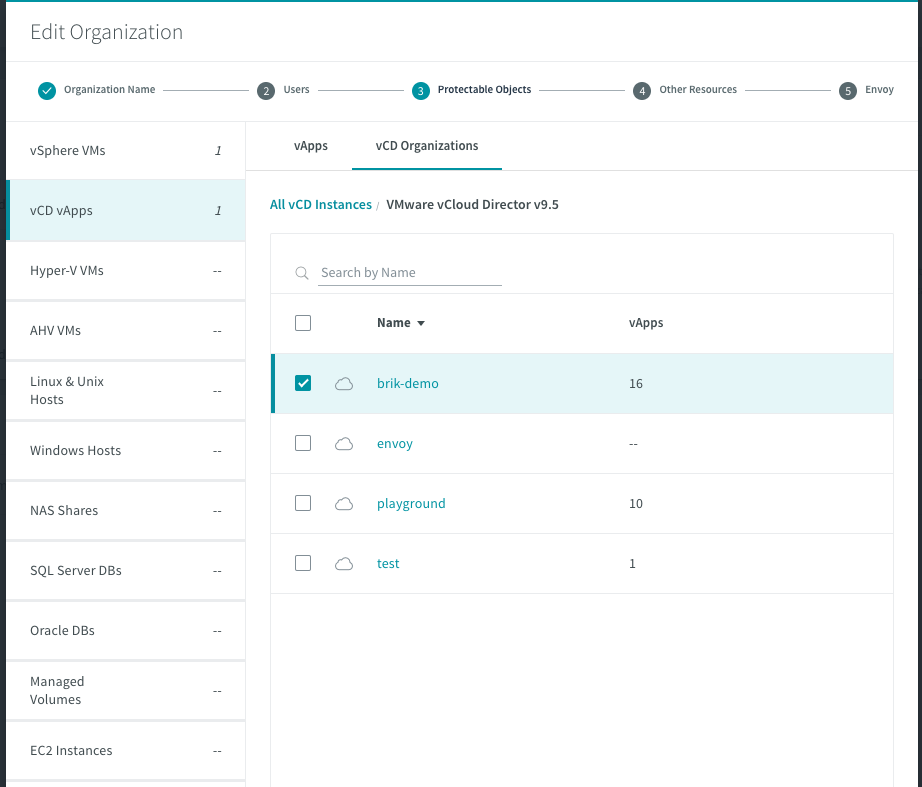 Edit Organization
Organization Name
2 Users
3 Protectable Objects
4 Other Resources
5 Envoy
vSphere VMs 1
vCD vApps 1
Hyper-V VMs --
AHV VMs --
Linux & Unix
Hosts --
Windows Hosts --
NAS Shares --
SQL Server DBs --
Oracle DBs --
Managed
Volumes --
EC2 Instances --
vApps vCD Organizations
All vCD Instances / VMware vCloud Director v9.5
Search by Name
Name vApps
brik-demo 16
envoy --
playground 10
test 1